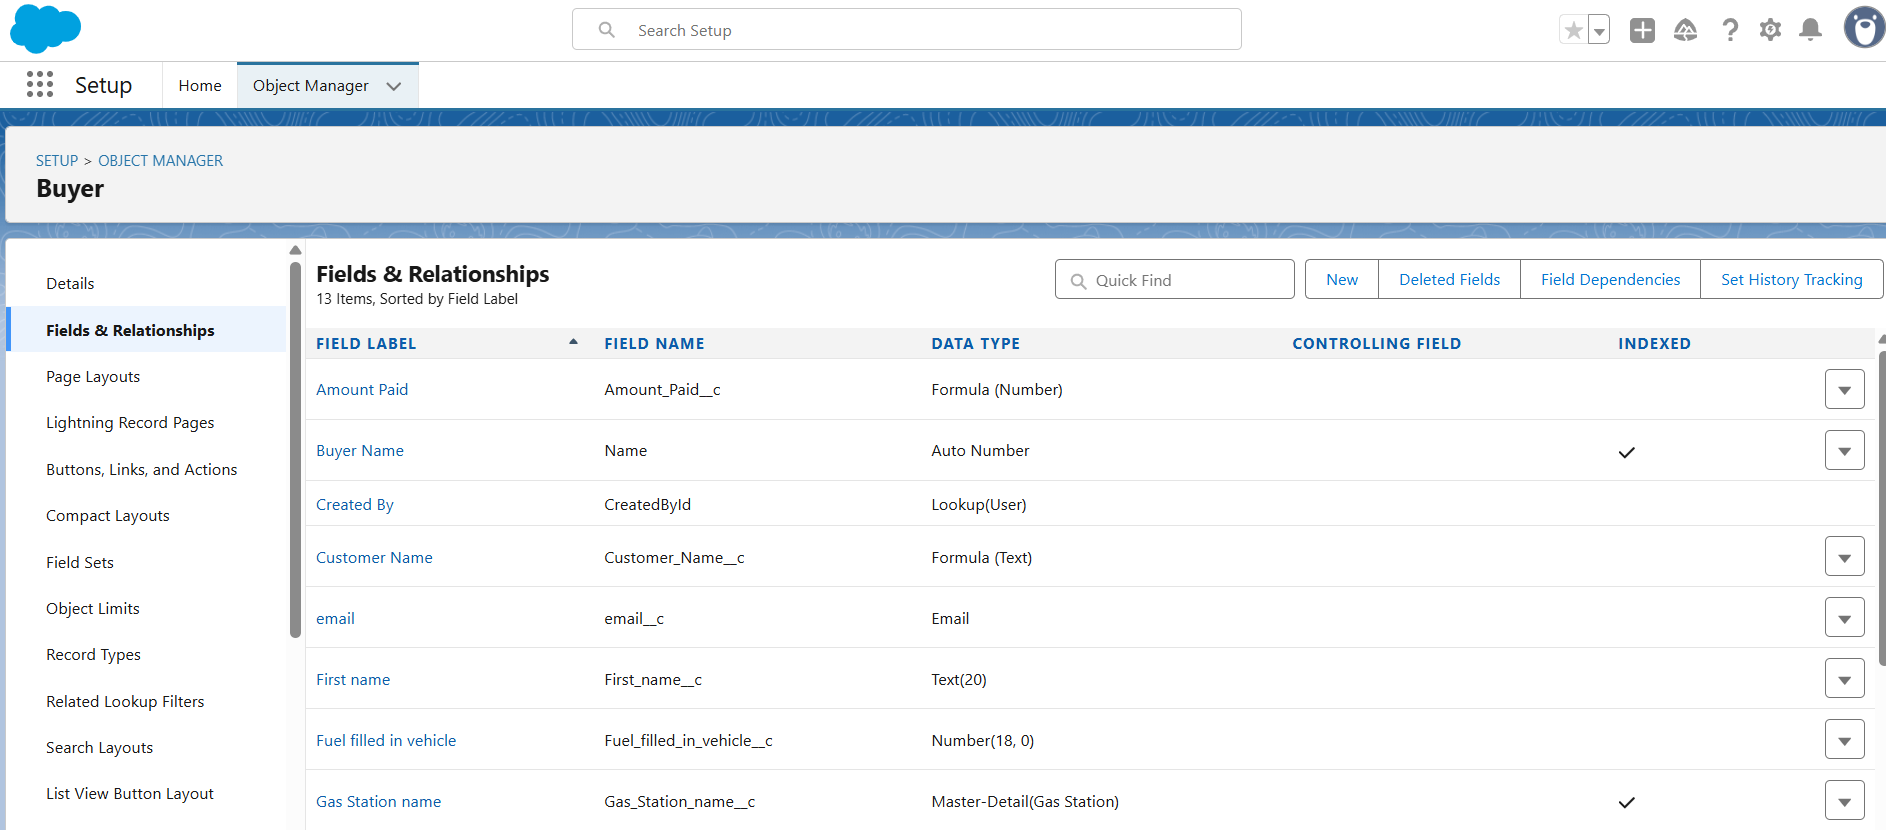 Search Setup
Setup
Home
Object Manager
SETUP > OBJECT MANAGER
Buyer
Details
Fields & Relationships
Page Layouts
Lightning Record Pages
Buttons, Links, and Actions
Compact Layouts
Field Sets
Object Limits
Record Types
Related Lookup Filters
Search Layouts
List View Button Layout
Fields & Relationships
13 Items, Sorted by Field Label
Quick Find
New
Deleted Fields
Field Dependencies
Set History Tracking
FIELD LABEL FIELD NAME DATA TYPE CONTROLLING FIELD INDEXED
Amount Paid Amount_Paid__c Formula (Number)
Buyer Name Name Auto Number
Created By CreatedById Lookup(User)
Customer Name Customer_Name__c Formula (Text)
email email__c Email
First name First_name__c Text(20)
Fuel filled in vehicle Fuel_filled_in_vehicle__c Number(18, 0)
Gas Station name Gas_Station_name__c Master-Detail(Gas Station)